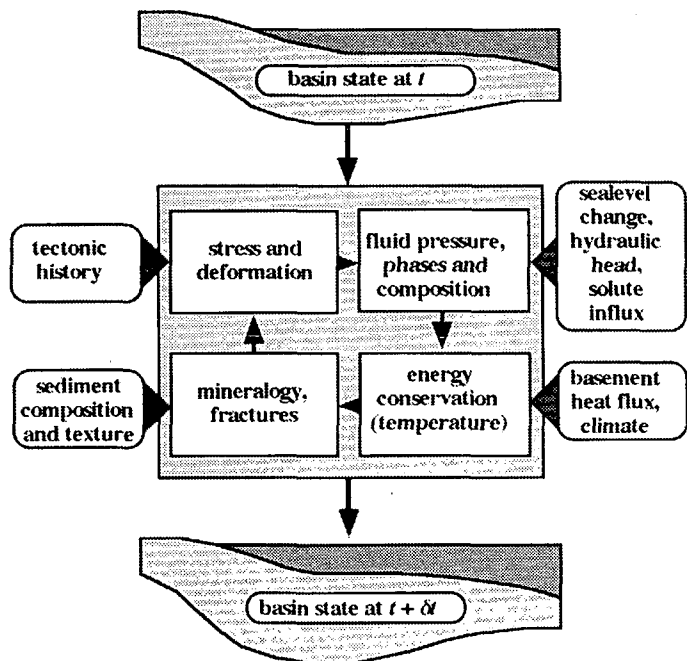 basin state at t
tectonic
history
stress and
deformation
fluid pressure,
phases and
composition
sealevel
change,
hydraulic
head,
solute
influx
sediment
composition
and texture
mineralogy,
fractures
energy
conservation
(temperature)
basement
heat flux,
climate
basin state at t + δt